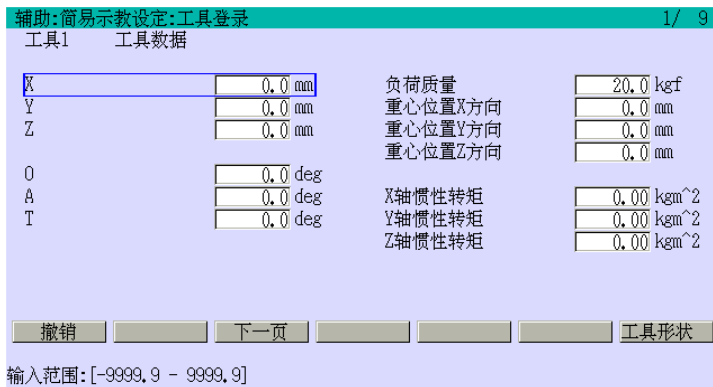 辅助:简易示教设定:工具登录 1/ 9
工具1 工具数据
X 0.0 mm 负荷质量 20.0 kgf
Y 0.0 mm 重心位置X方向 0.0 mm
Z 0.0 mm 重心位置Y方向 0.0 mm
重心位置Z方向 0.0 mm
O 0.0 deg
A 0.0 deg X轴惯性转矩 0.00 kgm^2
T 0.0 deg Y轴惯性转矩 0.00 kgm^2
Z轴惯性转矩 0.00 kgm^2
撤销 下一页 工具形状
输入范围:[-9999.9 - 9999.9]